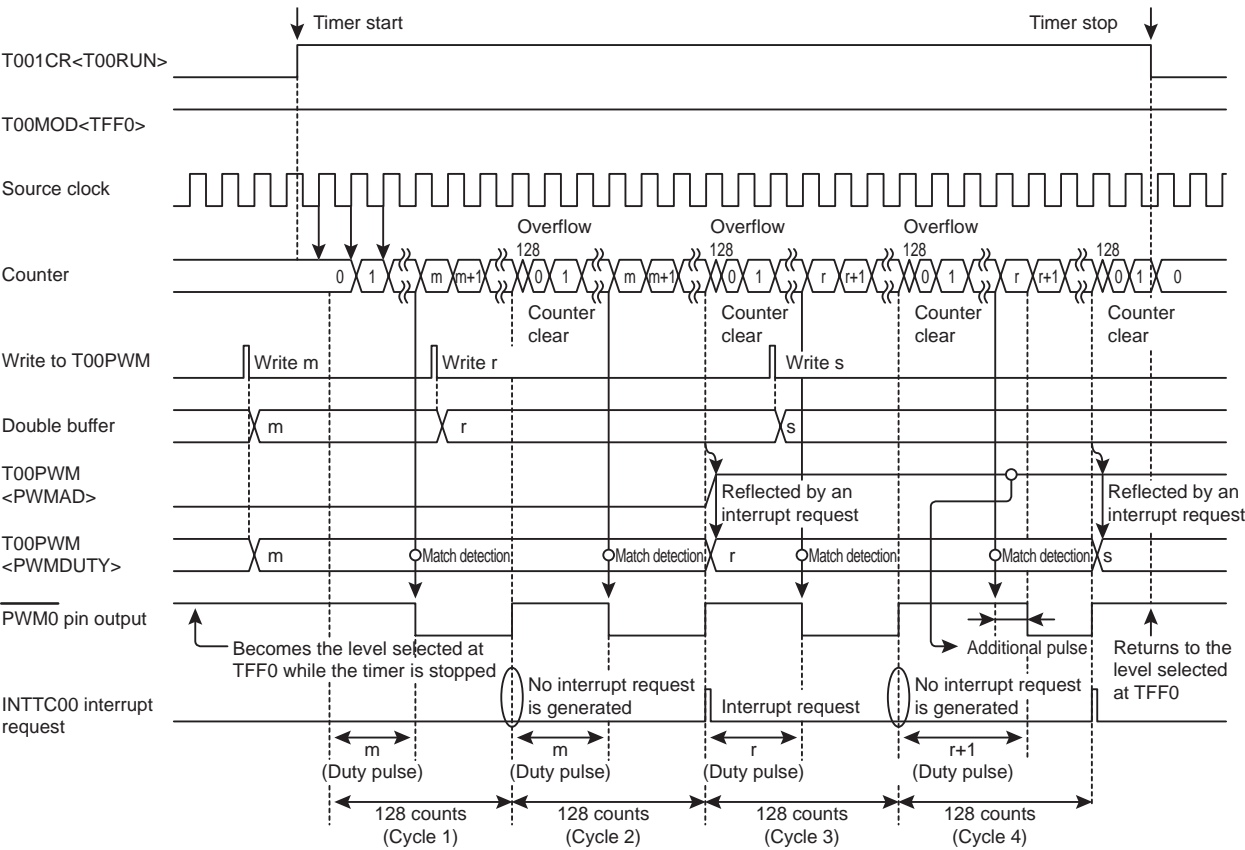 Timer start
Timer stop
T001CR<T00RUN>
T00MOD<TFF0>
Source clock
Overflow
Overflow
Overflow
128
128
128
128
Counter
0 1 m m+1 0 1 m m+1 0 1 r r+1 0 1 r r+1 0 1 0
Counter
clear
Counter
clear
Counter
clear
Counter
clear
Write to T00PWM
Write m
Write r
Write s
Double buffer
m
r
s
T00PWM
<PWMAD>
Reflected by an
interrupt request
Reflected by an
interrupt request
T00PWM
<PWMDUTY>
m
Match detection
Match detection
r
Match detection
Match detection
s
PWM0 pin output
Becomes the level selected at
TFF0 while the timer is stopped
Additional pulse
Returns to the
level selected
at TFF0
INTTC00 interrupt
request
No interrupt request
is generated
Interrupt request
No interrupt request
is generated
m
(Duty pulse)
m
(Duty pulse)
r
(Duty pulse)
r+1
(Duty pulse)
128 counts
(Cycle 1)
128 counts
(Cycle 2)
128 counts
(Cycle 3)
128 counts
(Cycle 4)